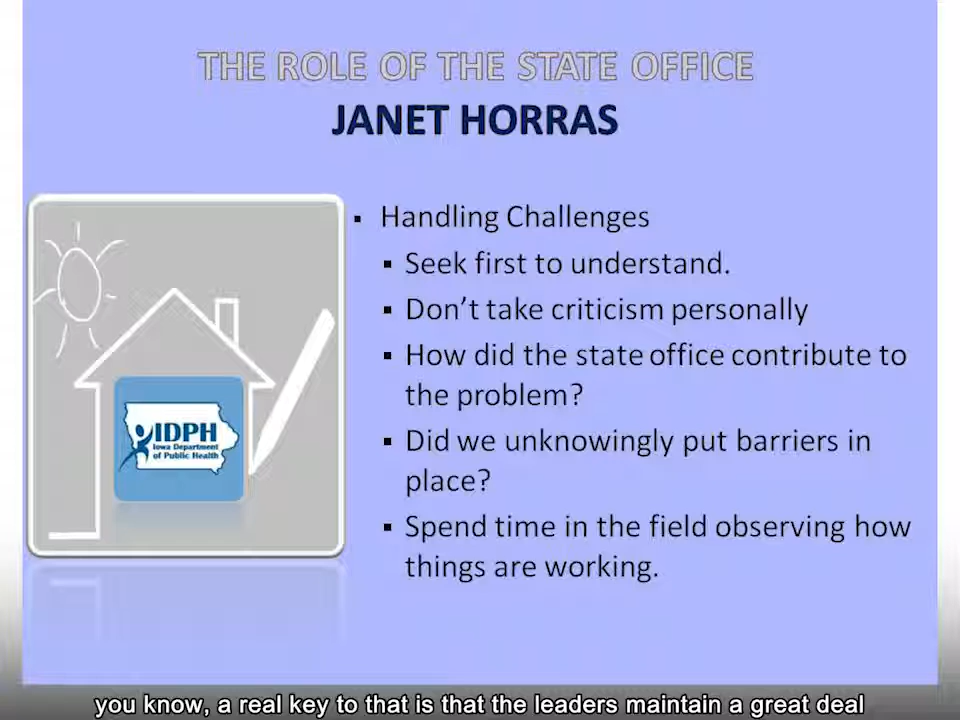 THE ROLE OF THE STATE OFFICE
JANET HORRAS
▪ Handling Challenges
▪ Seek first to understand.
▪ Don't take criticism personally
▪ How did the state office contribute to
the problem?
▪ Did we unknowingly put barriers in
place?
▪ Spend time in the field observing how
things are working.
IDPH
Iowa Department
of Public Health
you know, a real key to that is that the leaders maintain a great deal